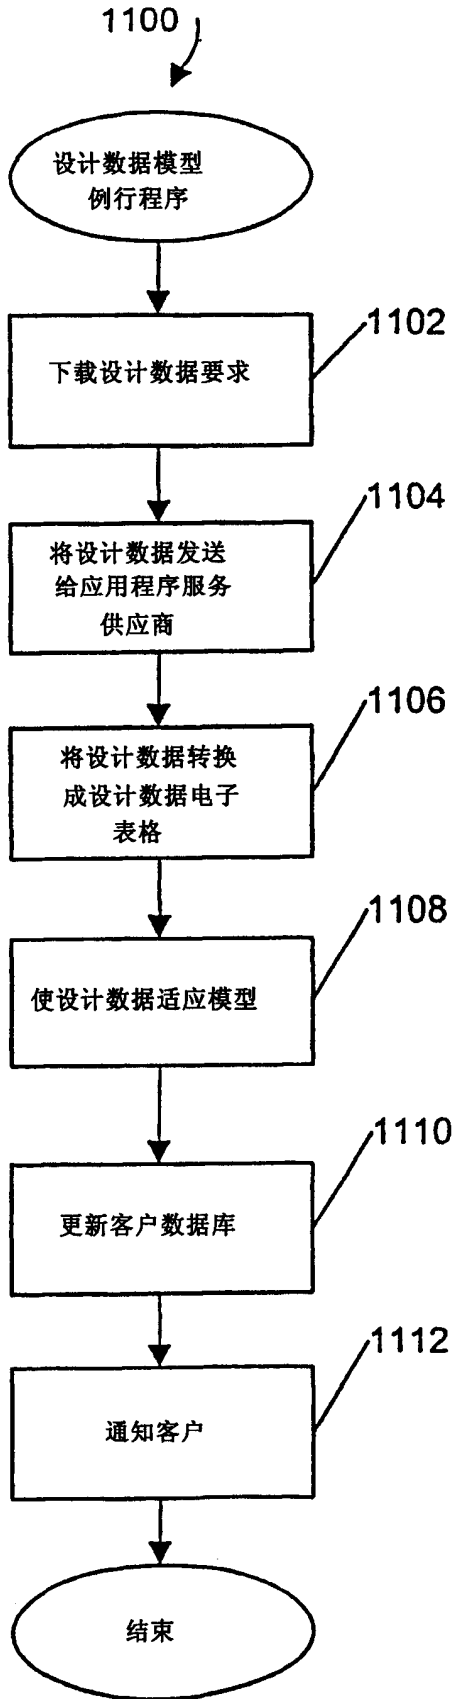 1100
设计数据模型
例行程序
1102
下载设计数据要求
1104
将设计数据发送
给应用程序服务
供应商
1106
将设计数据转换
成设计数据电子
表格
1108
使设计数据适应模型
1110
更新客户数据库
1112
通知客户
结束